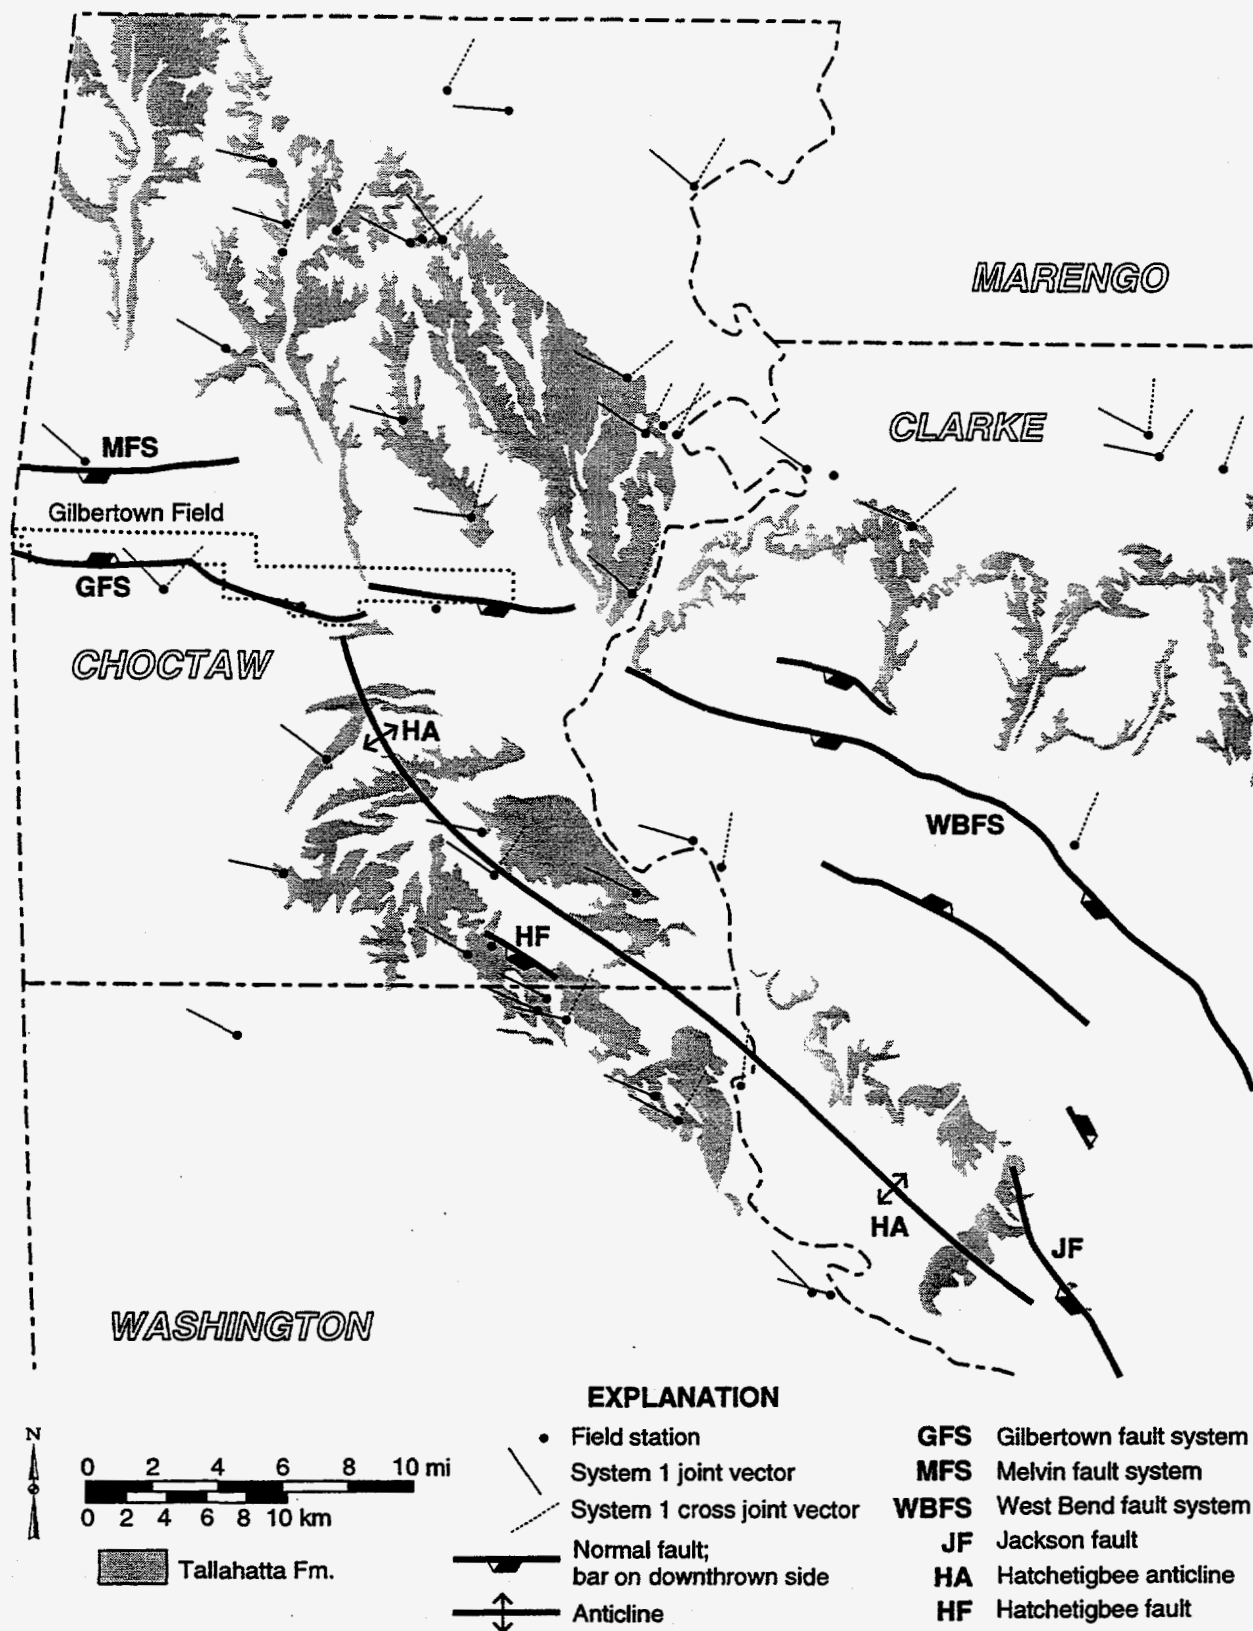 MARENGO
CLARKE
MFS
Gilbertown Field
GFS
CHOCTAW
HA
WBFS
HF
HA
JF
WASHINGTON
EXPLANATION
N
0 2 4 6 8 10 mi
0 2 4 6 8 10 km
Tallahatta Fm.
Field station
System 1 joint vector
System 1 cross joint vector
Normal fault;
bar on downthrown side
Anticline
GFS Gilbertown fault system
MFS Melvin fault system
WBFS West Bend fault system
JF Jackson fault
HA Hatchetigbee anticline
HF Hatchetigbee fault